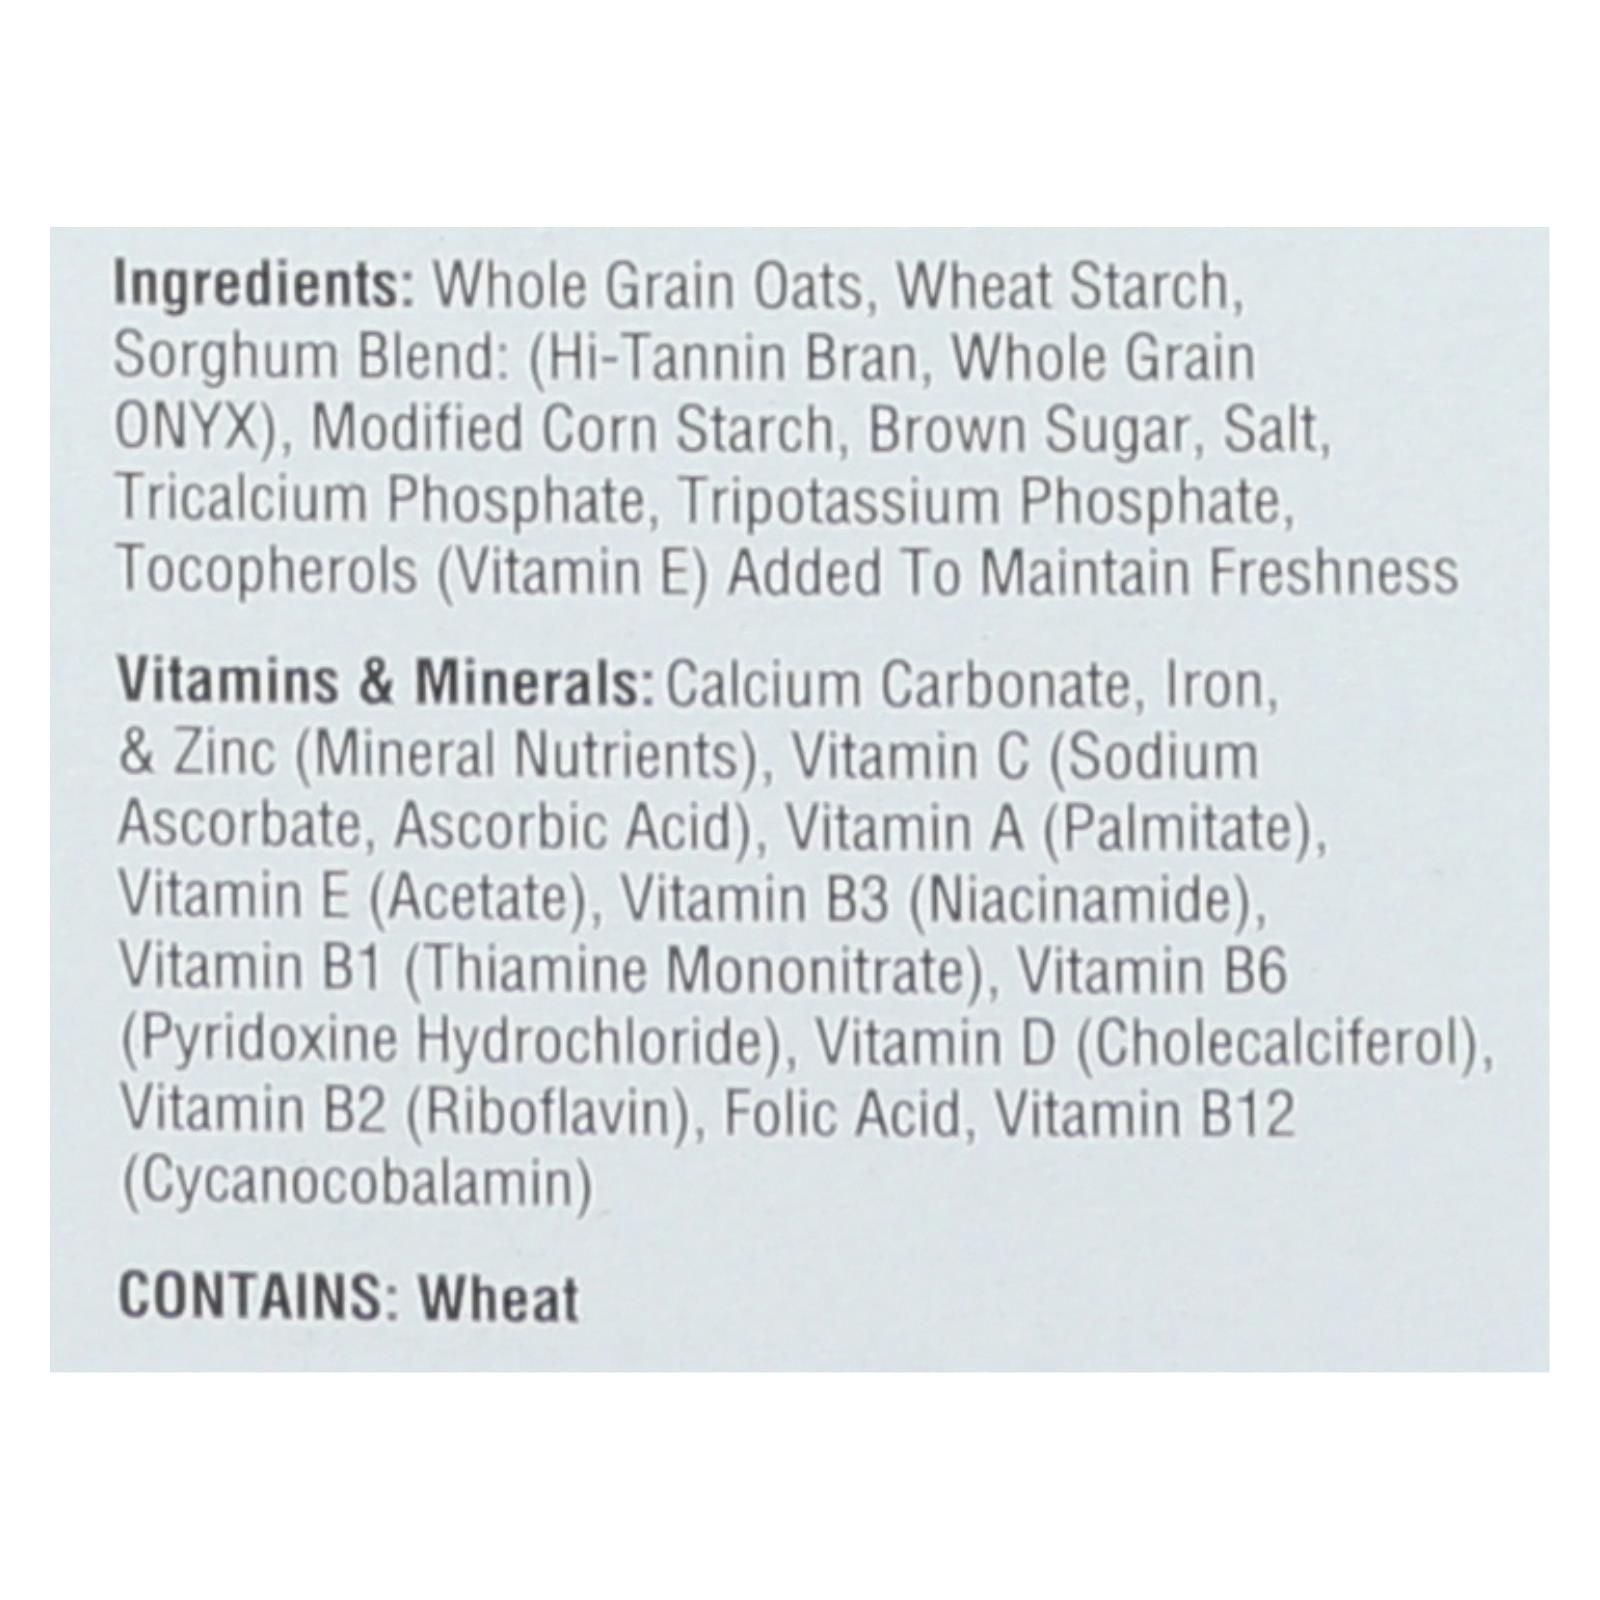 Ingredients: Whole Grain Oats, Wheat Starch,
Sorghum Blend: (Hi-Tannin Bran, Whole Grain
ONYX), Modified Corn Starch, Brown Sugar, Salt,
Tricalcium Phosphate, Tripotassium Phosphate,
Tocopherols (Vitamin E) Added To Maintain Freshness
Vitamins & Minerals: Calcium Carbonate, Iron,
& Zinc (Mineral Nutrients), Vitamin C (Sodium
Ascorbate, Ascorbic Acid), Vitamin A (Palmitate),
Vitamin E (Acetate), Vitamin B3 (Niacinamide),
Vitamin B1 (Thiamine Mononitrate), Vitamin B6
(Pyridoxine Hydrochloride), Vitamin D (Cholecalciferol),
Vitamin B2 (Riboflavin), Folic Acid, Vitamin B12
(Cycanocobalamin)
CONTAINS: Wheat